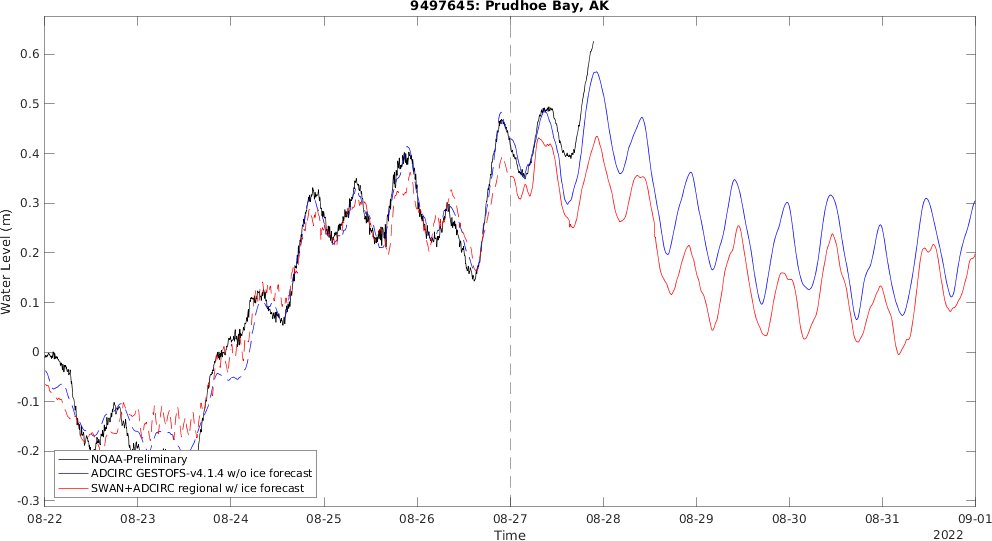 9497645: Prudhoe Bay, AK
0.6
0.5
0.4
0.3
0.2
0.1
0
-0.1
-0.2
-0.3
Water Level (m)
NOAA-Preliminary
ADCIRC GESTOFS-v4.1.4 w/o ice forecast
SWAN+ADCIRC regional w/ ice forecast
08-22 08-23 08-24 08-25 08-26 08-27 08-28 08-29 08-30 08-31 09-01
Time
2022